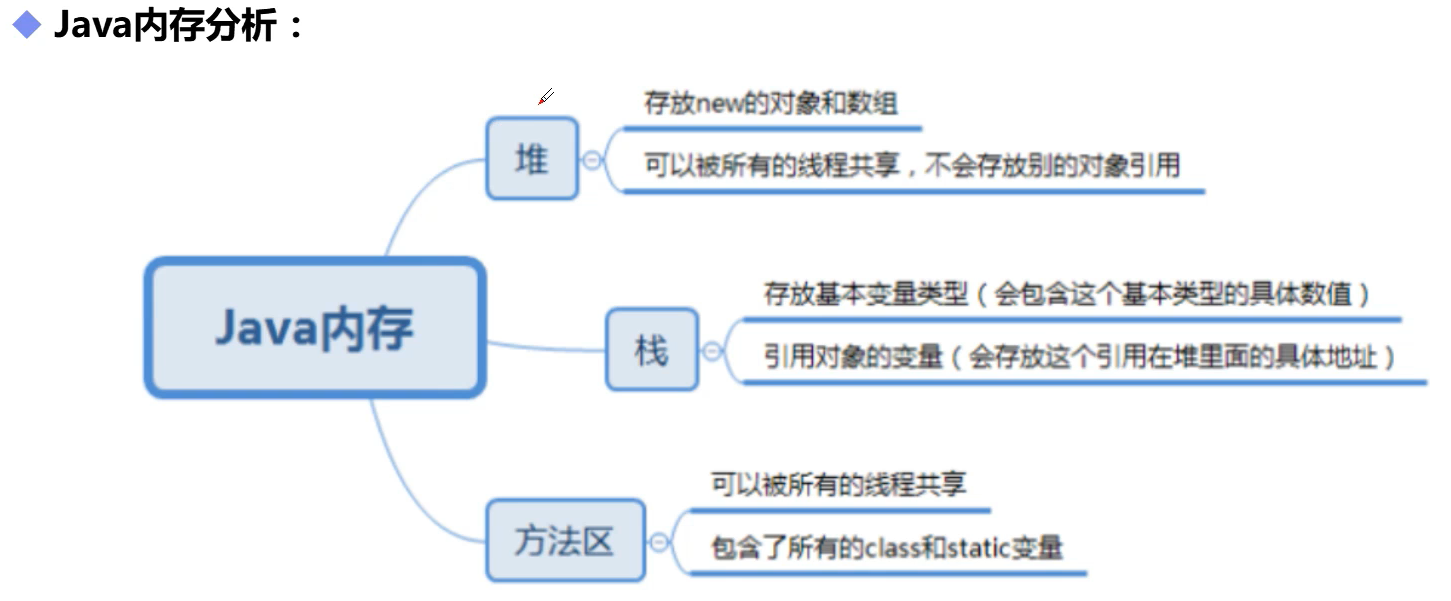 Java内存分析：
存放new的对象和数组
堆
可以被所有的线程共享，不会存放别的对象引用
存放基本变量类型（会包含这个基本类型的具体数值）
Java内存
栈
引用对象的变量（会存放这个引用在堆里面的具体地址）
可以被所有的线程共享
方法区
包含了所有的class和static变量